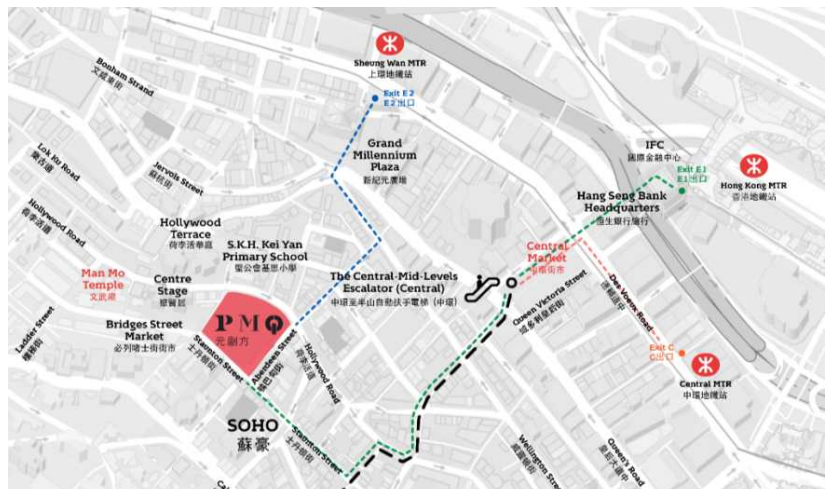 Sheung Wan MTR
上環地鐵站
Bonham Strand
文咸東街
Exit E2
E2出口
Grand
Millennium
Plaza
新紀元廣場
IFC
國際金融中心
Exit E1
E1出口
Hong Kong MTR
香港地鐵站
Lok Ku Road
樂古道
Jervois Street
蘇杭街
Hang Seng Bank
Headquarters
恆生銀行總行
Hollywood Road
荷李活道
Hollywood
Terrace
荷李活華庭
S.K.H. Kei Yan
Primary School
聖公會基恩小學
Central
Market
中環街市
Man Mo
Temple
文武廟
Centre
Stage
聚賢居
The Central-Mid-Levels
Escalator (Central)
中環至半山自動扶手電梯（中環）
Des Voeux Road
德輔道中
Queen Victoria Street
域多利皇后街
Ladder Street
樓梯街
Bridges Street
Market
必列啫士街街市
PMQ
元創方
Staunton Street
士丹頓街
Aberdeen Street
鴨巴甸街
Hollywood Road
荷李活道
Exit C
C出口
Central MTR
中環地鐵站
SOHO
蘇豪
Staunton Street
士丹頓街
Wellington Street
威靈頓街
Queen's Road
皇后大道中